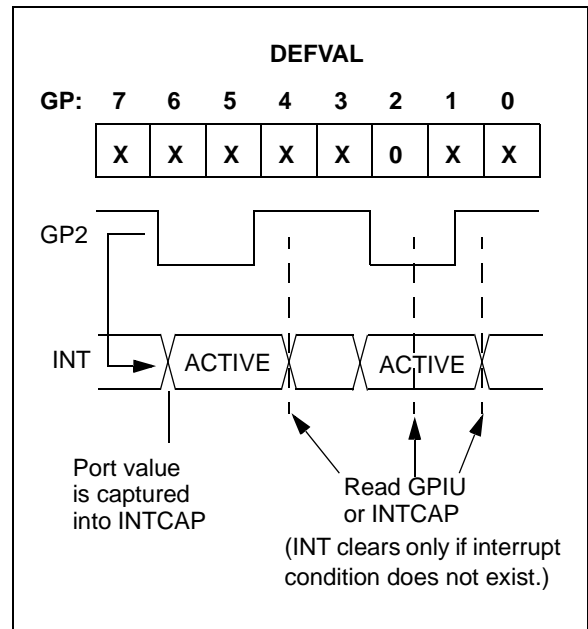 DEFVAL
GP: 7 6 5 4 3 2 1 0
X X X X X 0 X X
GP2
INT
ACTIVE
ACTIVE
Port value
is captured
into INTCAP
Read GPIU
or INTCAP
(INT clears only if interrupt
condition does not exist.)